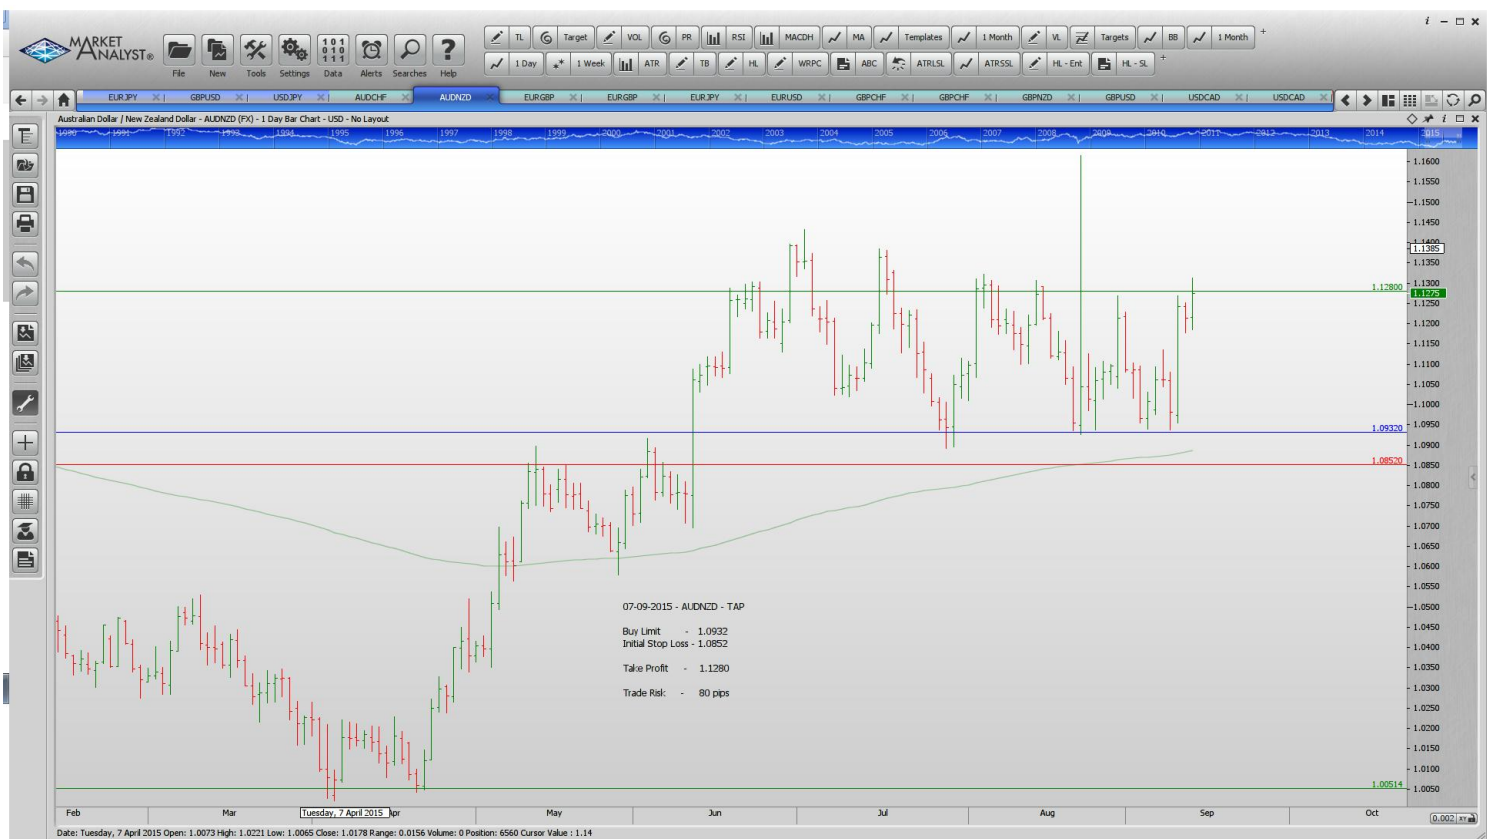 i
MARKET ANALYST®
File New Tools Settings Data Alerts Searches Help
TL Target VOL PR RSI MACDH MA Templates 1 Month VL Targets BB 1 Month +
1 Day 1 Week ATR TB HL WRPC ABC ATRLSL ATRSSL HL - Ent HL - SL +
EURJPY GBPUSD USDJPY AUDCHF AUDNZD EURGBP EURGBP EURJPY EURUSD GBPCHF GBPCHF GBPNZD GBPUSD USDCAD USDCAD
Australian Dollar / New Zealand Dollar - AUDNZD (FX) - 1 Day Bar Chart - USD - No Layout
1990 1991 1992 1993 1994 1995 1996 1997 1998 1999 2000 2001 2002 2003 2004 2005 2006 2007 2008 2009 2010 2011 2012 2013 2014 2015
1.1600
1.1550
1.1500
1.1450
1.1400
1.1385
1.1350
1.12800
1.1300
1.1275
1.1250
1.1200
1.1150
1.1100
1.1050
1.1000
1.0950
1.09320
1.0900
1.08520
1.0850
1.0800
1.0750
1.0700
1.0650
1.0600
1.0550
1.0500
1.0450
1.0400
1.0350
1.0300
1.0250
1.0200
1.0150
1.0100
1.00514
1.0050
07-09-2015 - AUDNZD - TAP
Buy Limit - 1.0932
Initial Stop Loss - 1.0852
Take Profit - 1.1280
Trade Risk - 80 pips
Feb Mar Tuesday, 7 April 2015 Apr May Jun Jul Aug Sep Oct
0.002 XY
Date: Tuesday, 7 April 2015 Open: 1.0073 High: 1.0221 Low: 1.0065 Close: 1.0178 Range: 0.0156 Volume: 0 Position: 6560 Cursor Value : 1.14